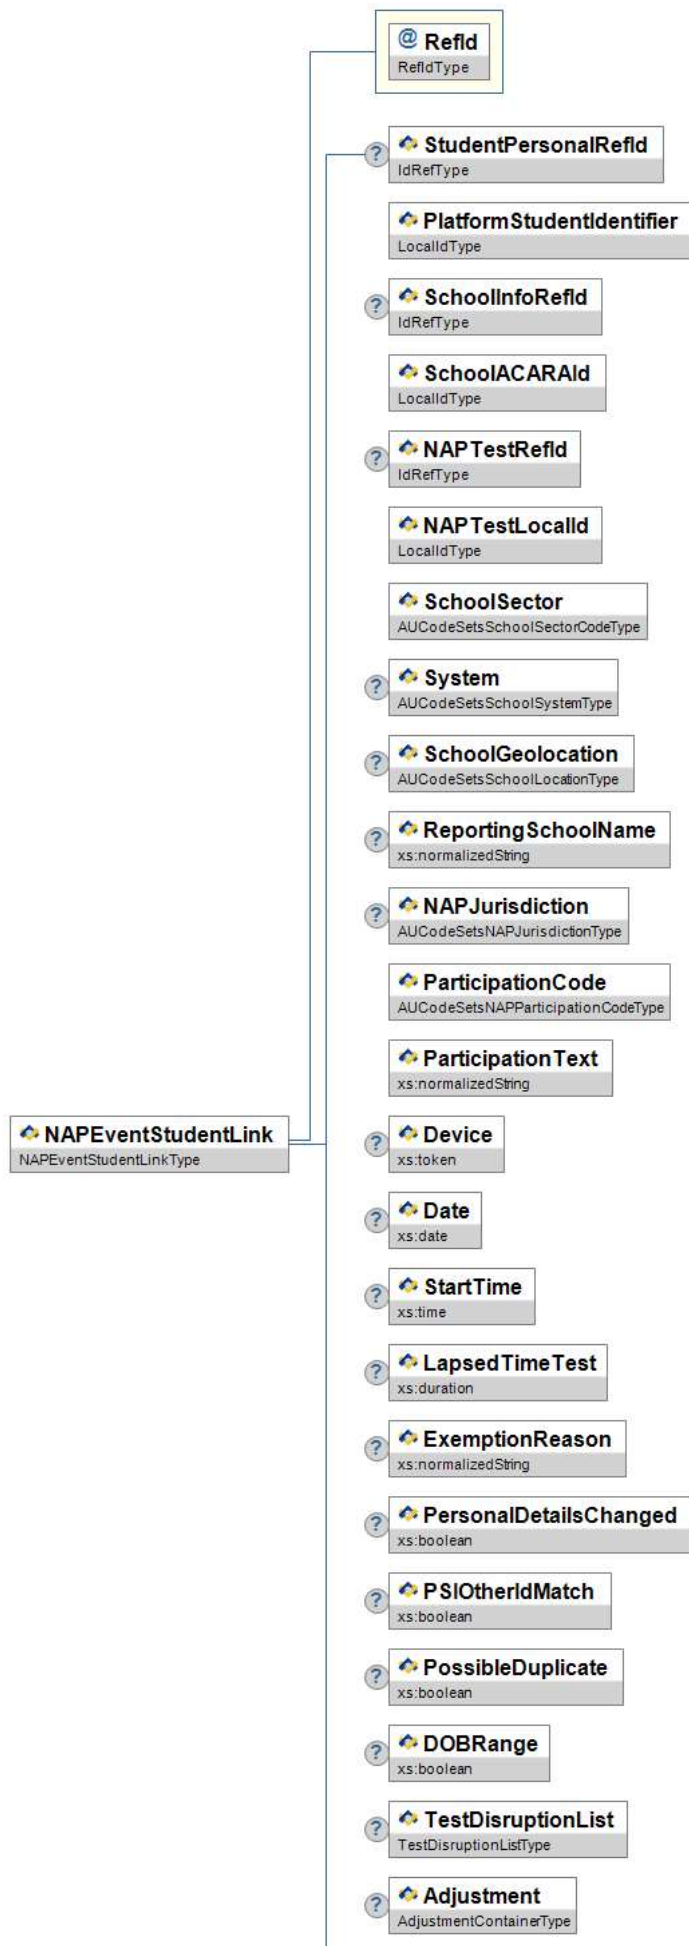 @ RefId
RefIdType
? StudentPersonalRefId
IdRefType
PlatformStudentIdentifier
LocalIdType
? SchoolInfoRefId
IdRefType
SchoolACARAId
LocalIdType
? NAPTestRefId
IdRefType
NAPTestLocalId
LocalIdType
SchoolSector
AUCodeSetsSchoolSectorCodeType
? System
AUCodeSetsSchoolSystemType
? SchoolGeolocation
AUCodeSetsSchoolLocationType
? ReportingSchoolName
xs:normalizedString
? NAPJurisdiction
AUCodeSetsNAPJurisdictionType
ParticipationCode
AUCodeSetsNAPParticipationCodeType
ParticipationText
xs:normalizedString
NAPEventStudentLink
NAPEventStudentLinkType
? Device
xs:token
? Date
xs:date
? StartTime
xs:time
? LapsedTimeTest
xs:duration
? ExemptionReason
xs:normalizedString
? PersonalDetailsChanged
xs:boolean
? PSIOtherIdMatch
xs:boolean
? PossibleDuplicate
xs:boolean
? DOBRange
xs:boolean
? TestDisruptionList
TestDisruptionListType
? Adjustment
AdjustmentContainerType